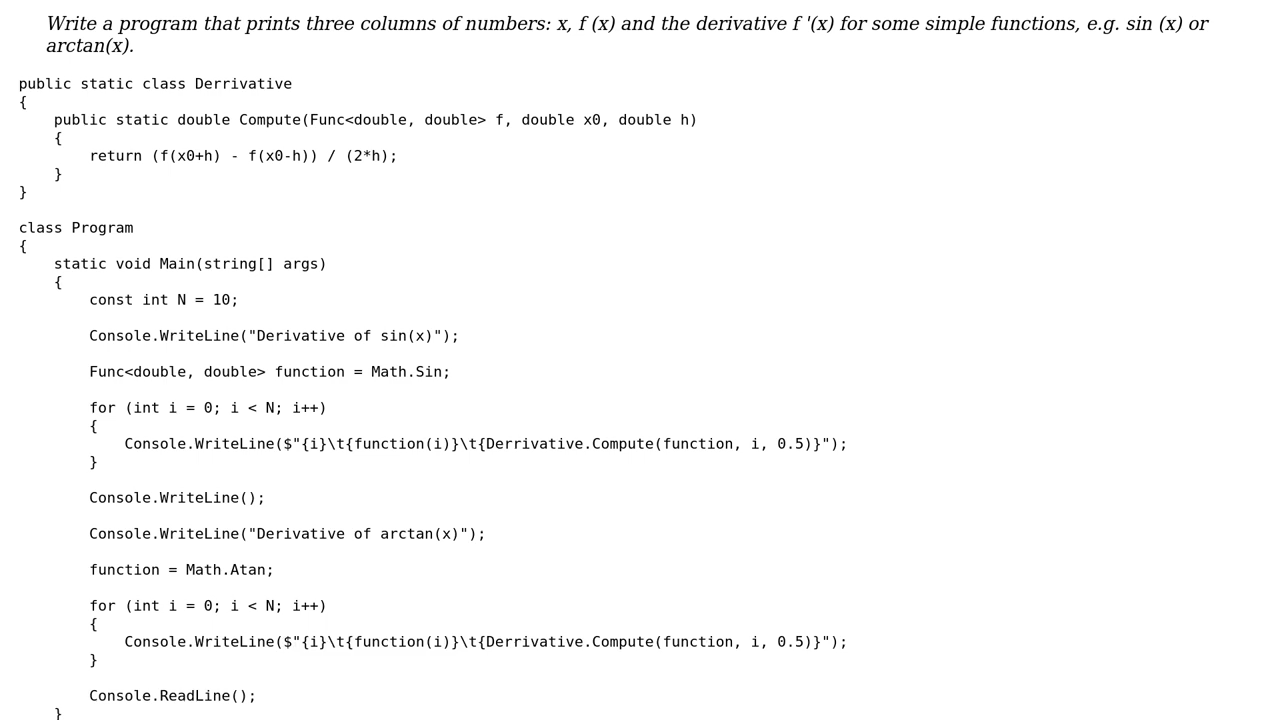 Write a program that prints three columns of numbers: x, f (x) and the derivative f '(x) for some simple functions, e.g. sin (x) or
arctan(x).
public static class Derrivative
{
    public static double Compute(Func<double, double> f, double x0, double h)
    {
        return (f(x0+h) - f(x0-h)) / (2*h);
    }
}
class Program
{
    static void Main(string[] args)
    {
        const int N = 10;
        Console.WriteLine("Derivative of sin(x)");
        Func<double, double> function = Math.Sin;
        for (int i = 0; i < N; i++)
        {
            Console.WriteLine($"{i}\t{function(i)}\t{Derrivative.Compute(function, i, 0.5)}");
        }
        Console.WriteLine();
        Console.WriteLine("Derivative of arctan(x)");
        function = Math.Atan;
        for (int i = 0; i < N; i++)
        {
            Console.WriteLine($"{i}\t{function(i)}\t{Derrivative.Compute(function, i, 0.5)}");
        }
        Console.ReadLine();
    }